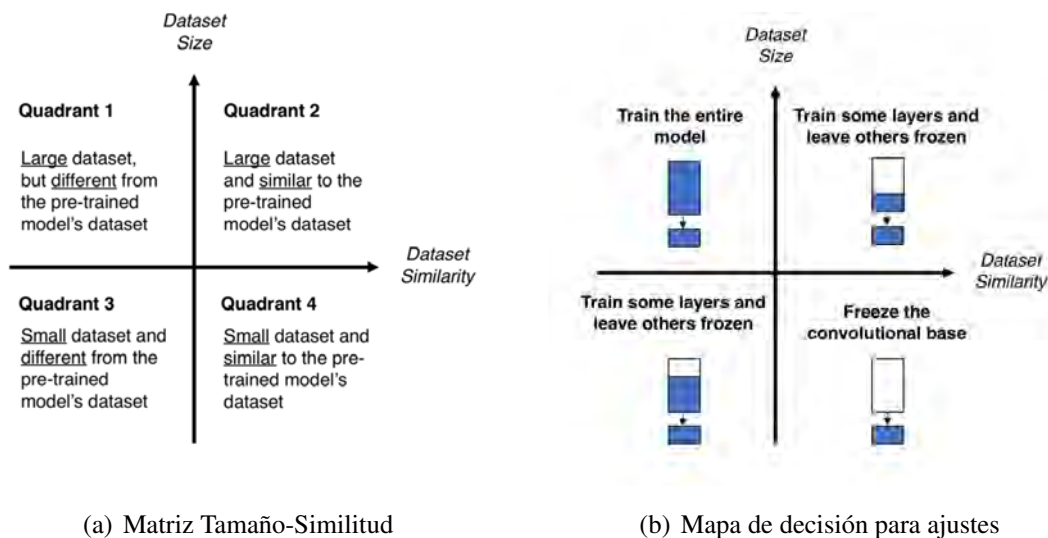 Dataset
Size
Quadrant 1
Large dataset,
but different from
the pre-trained
model's dataset
Quadrant 2
Large dataset
and similar to the
pre-trained
model's dataset
Dataset
Similarity
Quadrant 3
Small dataset and
different from the
pre-trained
model's dataset
Quadrant 4
Small dataset and
similar to the pre-
trained model's
dataset
(a) Matriz Tamaño-Similitud
Dataset
Size
Train the entire
model
Train some layers and
leave others frozen
Dataset
Similarity
Train some layers and
leave others frozen
Freeze the
convolutional base
(b) Mapa de decisión para ajustes